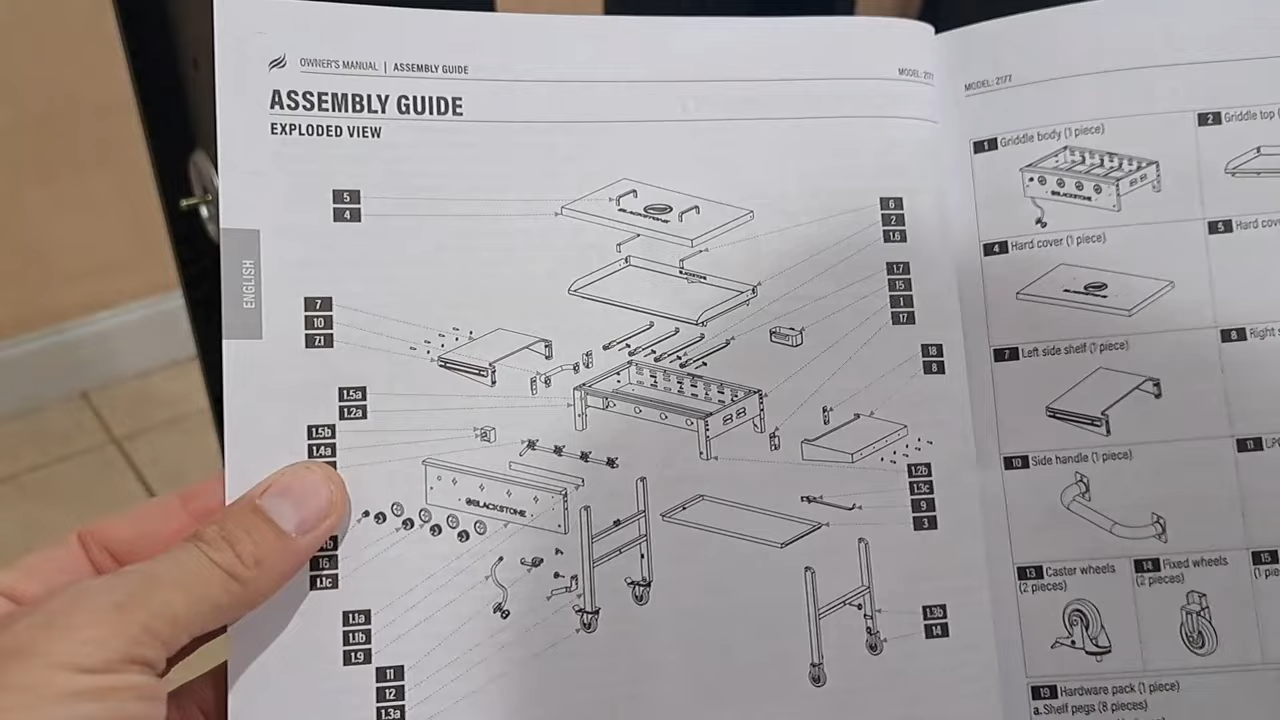 OWNER'S MANUAL | ASSEMBLY GUIDE
MODEL: 2177
ASSEMBLY GUIDE
EXPLODED VIEW
ENGLISH
5
4
7
10
7.1
1.5a
1.2a
1.5b
1.4a
16
1.1c
1.1a
1.1b
1.9
11
12
1.3a
6
2
1.6
1.7
15
1
17
18
8
1.2b
1.3c
9
3
1.3b
14
BLACKSTONE
BLACKSTONE
BLACKSTONE
MODEL: 2177
1 Griddle body (1 piece)
BLACKSTONE
2 Griddle top
4 Hard cover (1 piece)
BLACKSTONE
5 Hard
7 Left side shelf (1 piece)
8 Right
10 Side handle (1 piece)
11
13 Caster wheels
(2 pieces)
14 Fixed wheels
(2 pieces)
15
19 Hardware pack (1 piece)
a. Shelf pegs (8 pieces)